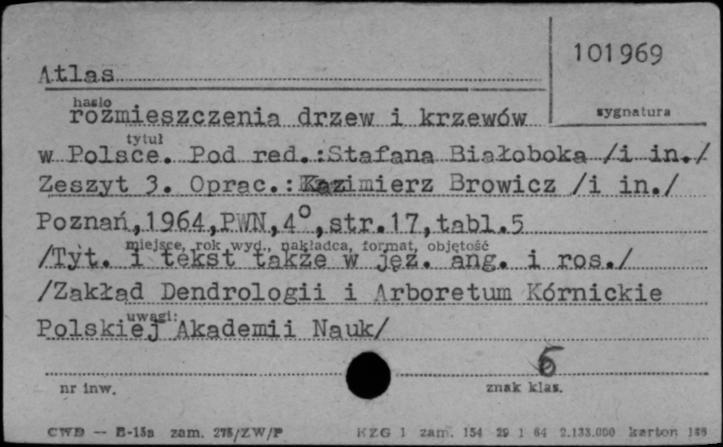 101969
Atlas
hasło
sygnatura
rozmieszczenia drzew i krzewów
tytuł
w Polsce. Pod red.:Stafana Białoboka /i in./
Zeszyt 3. Oprac.:Kazimierz Browicz /i in./
Poznań,1964,PWN,4°,str.17,tabl.5
miejsce, rok wyd., nakładca, format, objętość
/Tyt. i tekst także w jęz. ang. i ros./
/Zakład Dendrologii i Arboretum Kórnickie
uwagi:
Polskiej Akademii Nauk/
6
nr inw.
znak klas.
CWD — E-15a zam. 275/ZW/P
KZG 1 zam. 154 29 1 64 2.133.000 karton